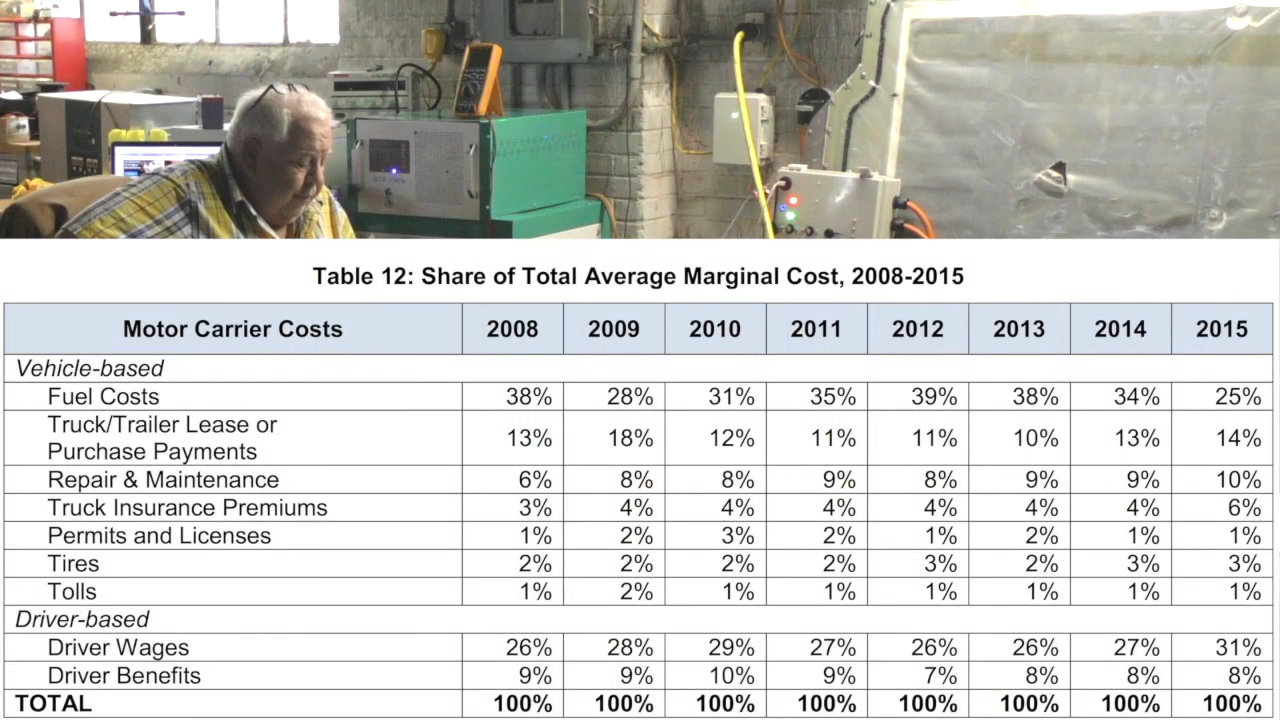 Table 12: Share of Total Average Marginal Cost, 2008-2015
Motor Carrier Costs 2008 2009 2010 2011 2012 2013 2014 2015
Vehicle-based
Fuel Costs 38% 28% 31% 35% 39% 38% 34% 25%
Truck/Trailer Lease or
Purchase Payments 13% 18% 12% 11% 11% 10% 13% 14%
Repair & Maintenance 6% 8% 8% 9% 8% 9% 9% 10%
Truck Insurance Premiums 3% 4% 4% 4% 4% 4% 4% 6%
Permits and Licenses 1% 2% 3% 2% 1% 2% 1% 1%
Tires 2% 2% 2% 2% 3% 2% 3% 3%
Tolls 1% 2% 1% 1% 1% 1% 1% 1%
Driver-based
Driver Wages 26% 28% 29% 27% 26% 26% 27% 31%
Driver Benefits 9% 9% 10% 9% 7% 8% 8% 8%
TOTAL 100% 100% 100% 100% 100% 100% 100% 100%